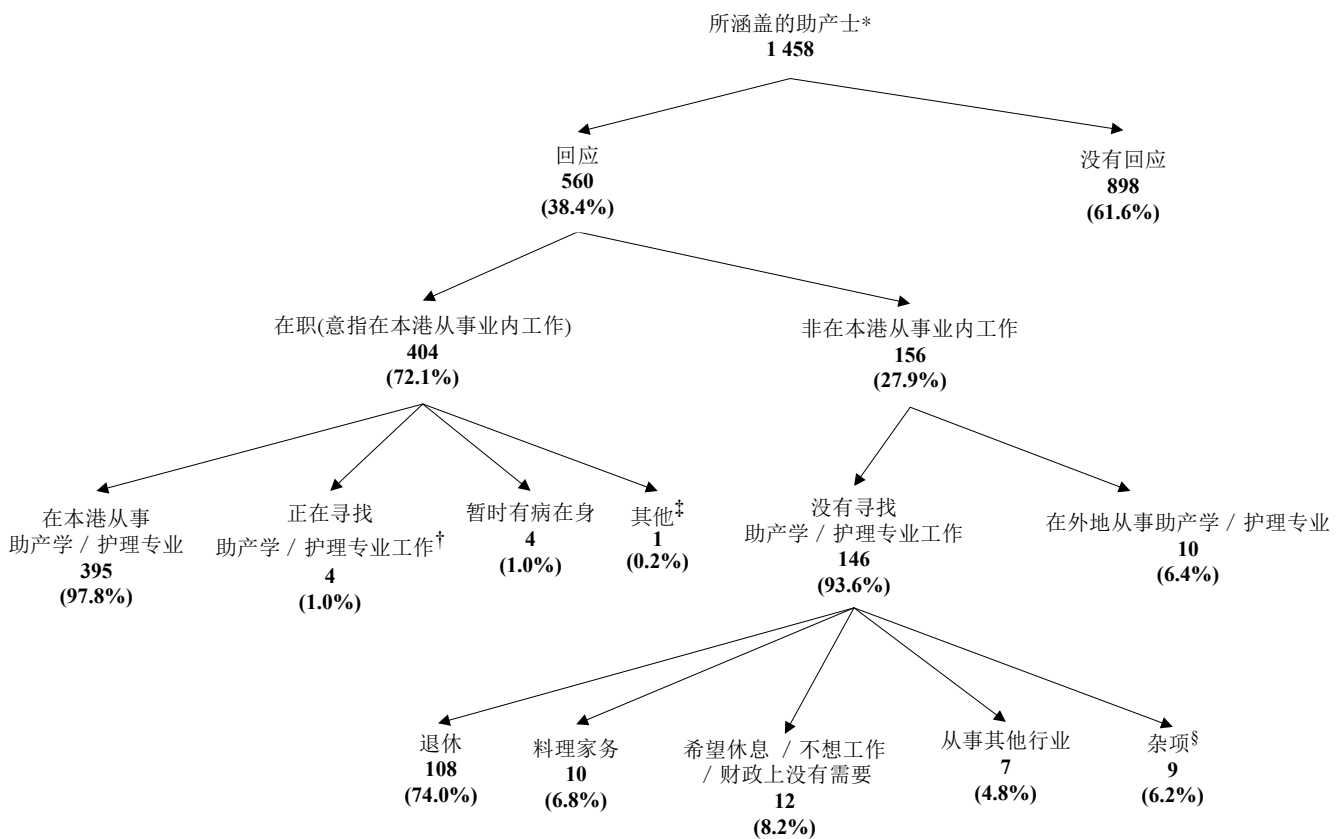 所涵盖的助产士*
1 458
回应
560
(38.4%)
没有回应
898
(61.6%)
在职(意指在本港从事业内工作)
404
(72.1%)
非在本港从事业内工作
156
(27.9%)
在本港从事
助产学 / 护理专业
395
(97.8%)
正在寻找
助产学 / 护理专业工作†
4
(1.0%)
暂时有病在身
4
(1.0%)
其他‡
1
(0.2%)
没有寻找
助产学 / 护理专业工作
146
(93.6%)
在外地从事助产学 / 护理专业
10
(6.4%)
退休
108
(74.0%)
料理家务
10
(6.8%)
希望休息 / 不想工作
/ 财政上没有需要
12
(8.2%)
从事其他行业
7
(4.8%)
杂项§
9
(6.2%)